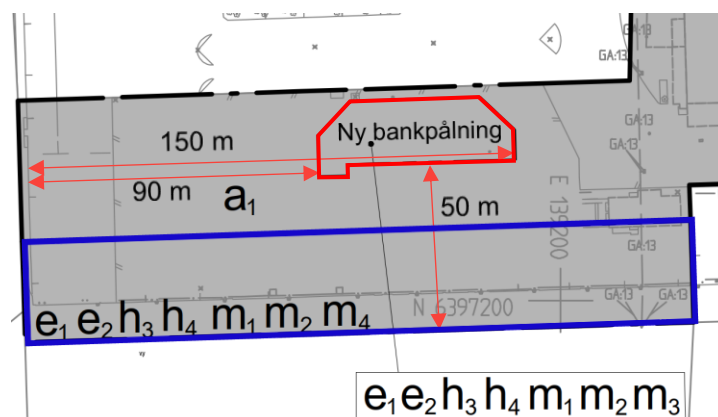 GA:13
GA:13
Ny bankpålning
150 m
GA:13
90 m
a₁
50 m
E 139200
GA:13
GA:13
GA:13
N 6397200
e₁ e₂ h₃ h₄ m₁ m₂ m₄
e₁ e₂ h₃ h₄ m₁ m₂ m₃